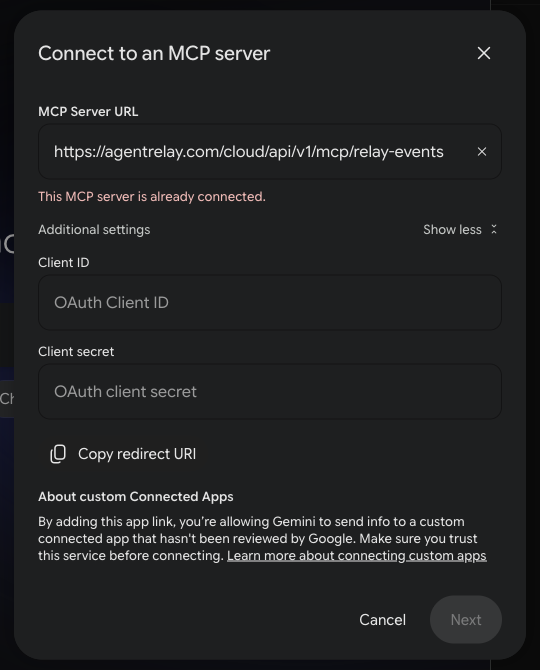 Connect to an MCP server
MCP Server URL
https://agentrelay.com/cloud/api/v1/mcp/relay-events
This MCP server is already connected.
Additional settings
Show less
Client ID
OAuth Client ID
Client secret
OAuth client secret
Copy redirect URI
About custom Connected Apps
By adding this app link, you're allowing Gemini to send info to a custom
connected app that hasn't been reviewed by Google. Make sure you trust
this service before connecting. Learn more about connecting custom apps
Cancel
Next